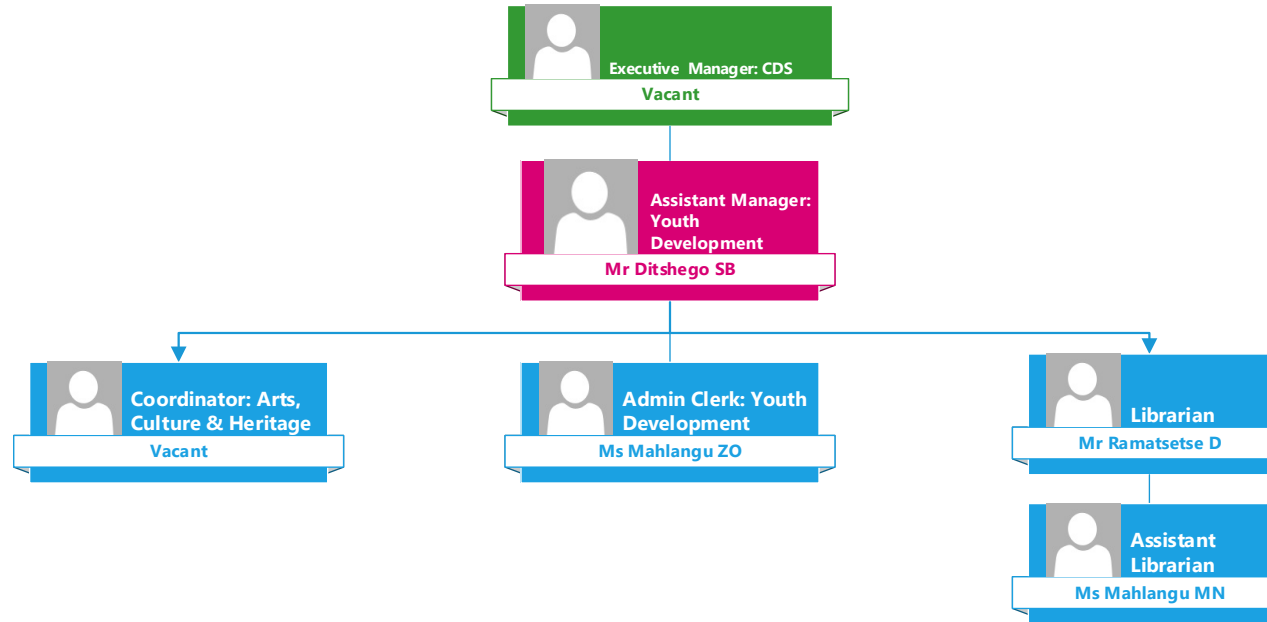 Executive Manager: CDS
Vacant
Assistant Manager:
Youth
Development
Mr Ditshego SB
Coordinator: Arts,
Culture & Heritage
Vacant
Admin Clerk: Youth
Development
Ms Mahlangu ZO
Librarian
Mr Ramatsetse D
Assistant
Librarian
Ms Mahlangu MN